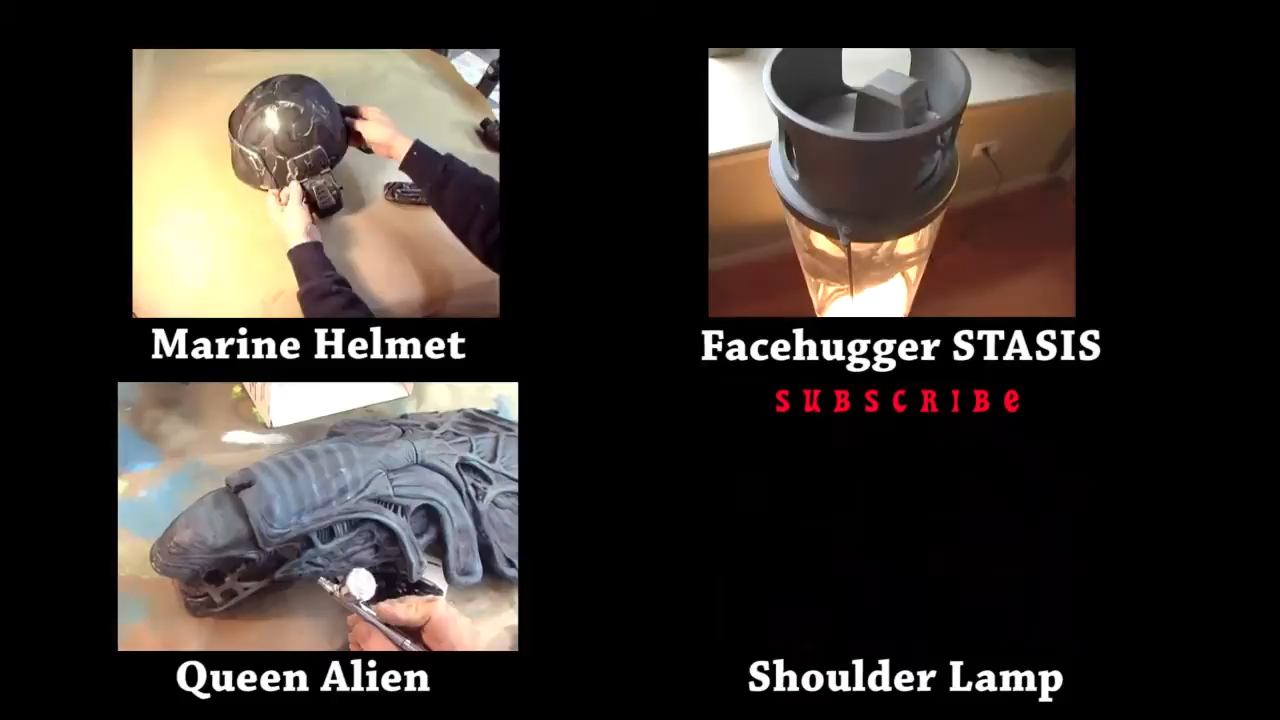 Marine Helmet
Facehugger STASIS
SUBSCRIBe
Queen Alien
Shoulder Lamp